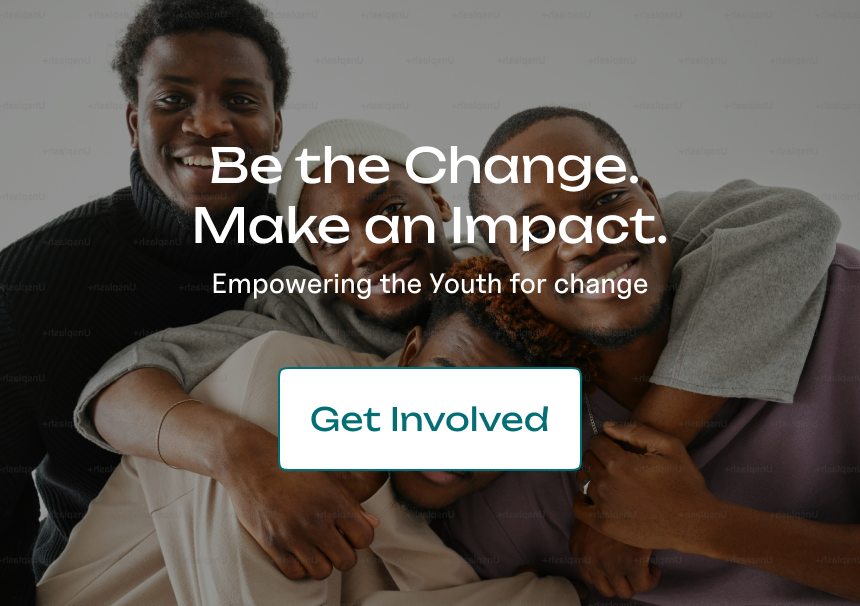 Be the Change.
Make an Impact.
Empowering the Youth for change
Get Involved